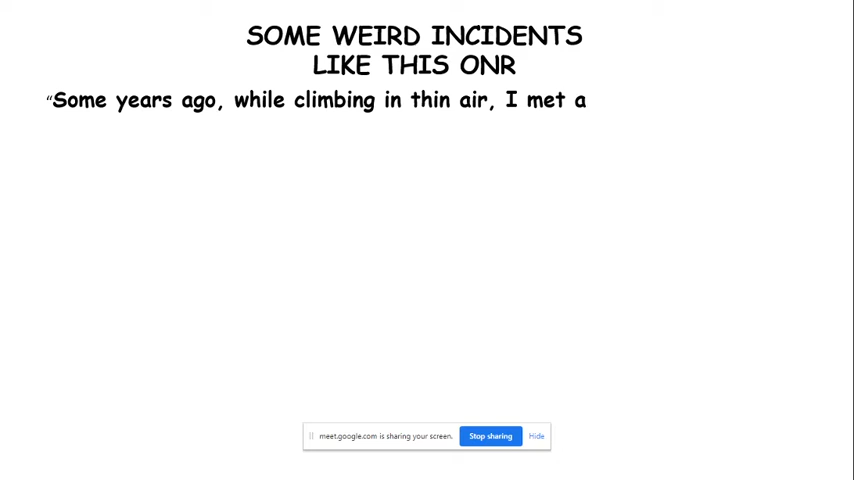 SOME WEIRD INCIDENTS
LIKE THIS ONR
“Some years ago, while climbing in thin air, I met a
meet.google.com is sharing your screen. Stop sharing Hide